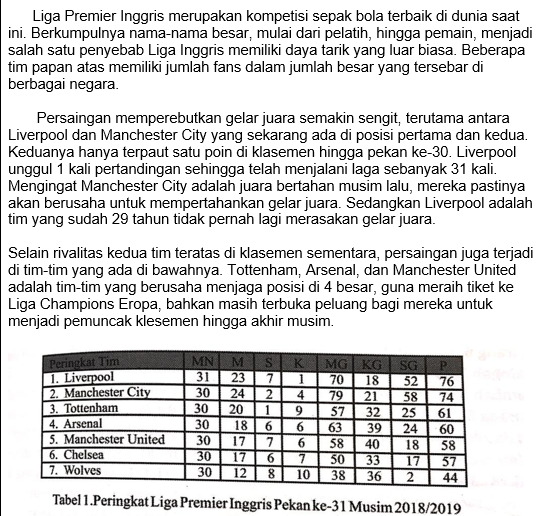 Liga Premier Inggris merupakan kompetisi sepak bola terbaik di dunia saat
ini. Berkumpulnya nama-nama besar, mulai dari pelatih, hingga pemain, menjadi
salah satu penyebab Liga Inggris memiliki daya tarik yang luar biasa. Beberapa
tim papan atas memiliki jumlah fans dalam jumlah besar yang tersebar di
berbagai negara.
Persaingan memperebutkan gelar juara semakin sengit, terutama antara
Liverpool dan Manchester City yang sekarang ada di posisi pertama dan kedua.
Keduanya hanya terpaut satu poin di klasemen hingga pekan ke-30. Liverpool
unggul 1 kali pertandingan sehingga telah menjalani laga sebanyak 31 kali.
Mengingat Manchester City adalah juara bertahan musim lalu, mereka pastinya
akan berusaha untuk mempertahankan gelar juara. Sedangkan Liverpool adalah
tim yang sudah 29 tahun tidak pernah lagi merasakan gelar juara.
Selain rivalitas kedua tim teratas di klasemen sementara, persaingan juga terjadi
di tim-tim yang ada di bawahnya. Tottenham, Arsenal, dan Manchester United
adalah tim-tim yang berusaha menjaga posisi di 4 besar, guna meraih tiket ke
Liga Champions Eropa, bahkan masih terbuka peluang bagi mereka untuk
menjadi pemuncak klesemen hingga akhir musim.
Peringkat Tim MN M S K MG KG SG P
1. Liverpool 31 23 7 1 70 18 52 76
2. Manchester City 30 24 2 4 79 21 58 74
3. Tottenham 30 20 1 9 57 32 25 61
4. Arsenal 30 18 6 6 63 39 24 60
5. Manchester United 30 17 7 6 58 40 18 58
6. Chelsea 30 17 6 7 50 33 17 57
7. Wolves 30 12 8 10 38 36 2 44
Tabel 1.Peringkat Liga Premier Inggris Pekan ke-31 Musim 2018/2019